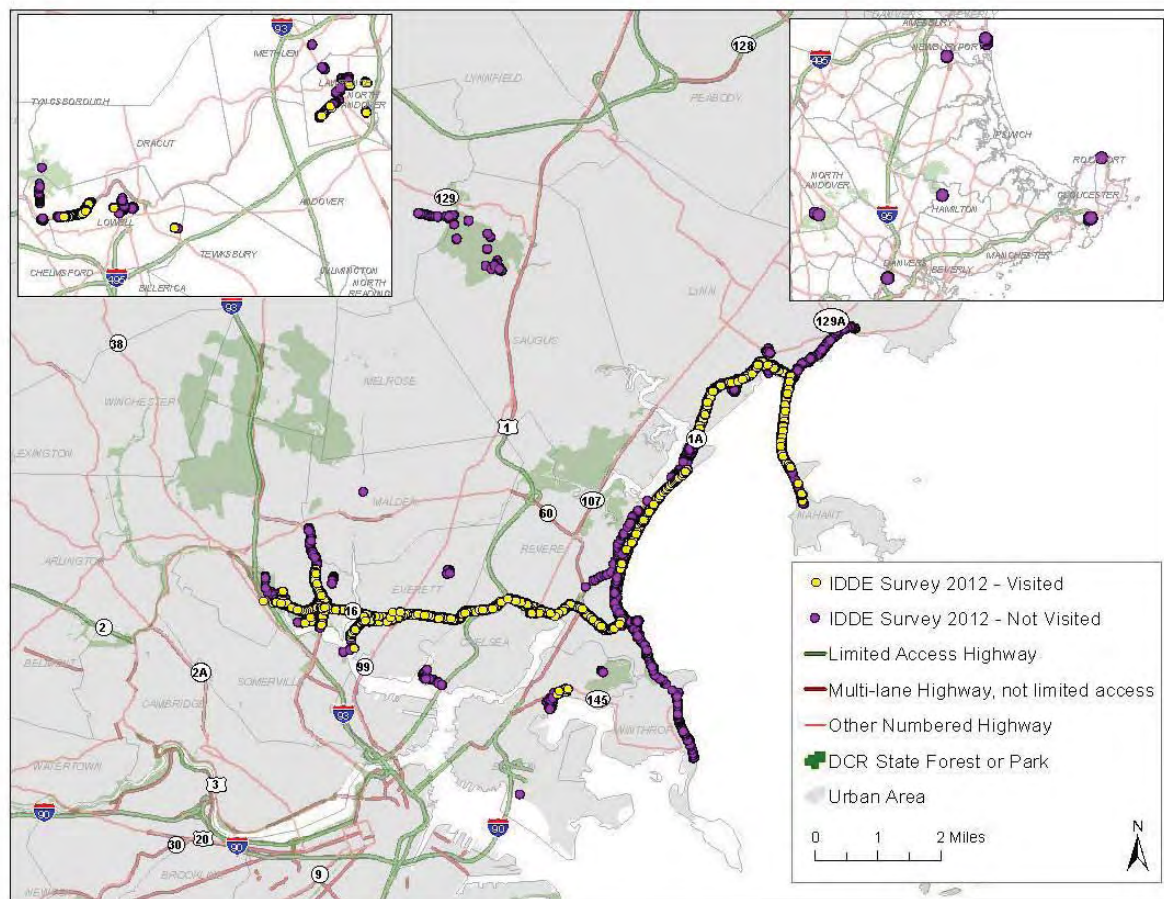 93
METHUEN
LAWRENCE
NORTH
ANDOVER
TYNGSBOROUGH
DRACUT
ANDOVER
LOWELL
TEWKSBURY
CHELMSFORD
495
BILLERICA
WILMINGTON
NORTH
READING
DANVERS
BEVERLY
AMESBURY
NEWBURYPORT
495
IPSWICH
ROCKPORT
NORTH
ANDOVER
GLOUCESTER
95
HAMILTON
MANCHESTER
DANVERS
BEVERLY
128
LYNNFIELD
PEABODY
129
LYNN
93
129A
38
SAUGUS
MELROSE
WINCHESTER
1
1A
LEXINGTON
MALDEN
107
60
NAHANT
REVERE
ARLINGTON
EVERETT
16
2
CHELSEA
BELMONT
2A
99
SOMERVILLE
145
CAMBRIDGE
93
WINTHROP
WATERTOWN
3
90
20
90
30
90
BROOKLINE
9
IDDE Survey 2012 - Visited
IDDE Survey 2012 - Not Visited
Limited Access Highway
Multi-lane Highway, not limited access
Other Numbered Highway
DCR State Forest or Park
Urban Area
0 1 2 Miles
N